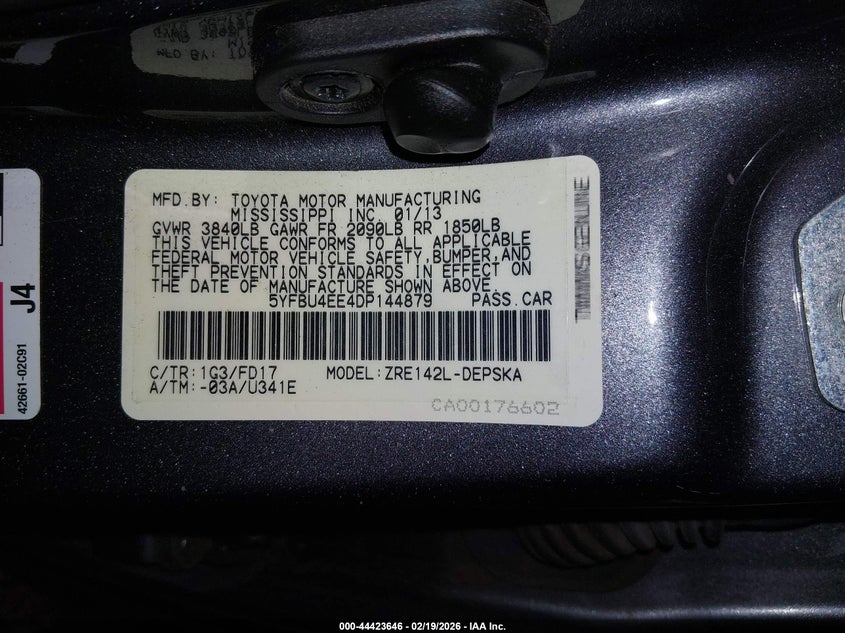 MFD.BY: TOYOTA MOTOR MANUFACTURING
MISSISSIPPI INC. 01/13
GVWR 3840LB GAWR FR 2090LB RR 1850LB
THIS VEHICLE CONFORMS TO ALL APPLICABLE
FEDERAL MOTOR VEHICLE SAFETY, BUMPER, AND
THEFT PREVENTION STANDARDS IN EFFECT ON
THE DATE OF MANUFACTURE SHOWN ABOVE.
5YFBU4EE4DP144879 PASS.CAR
C/TR:1G3/FD17 MODEL:ZRE142L-DEPSKA
A/TM:-03A/U341E
CA00176602
TMMMS GENUINE
J4
42661-02C91
000-44423646 - 02/19/2026 - IAA Inc.